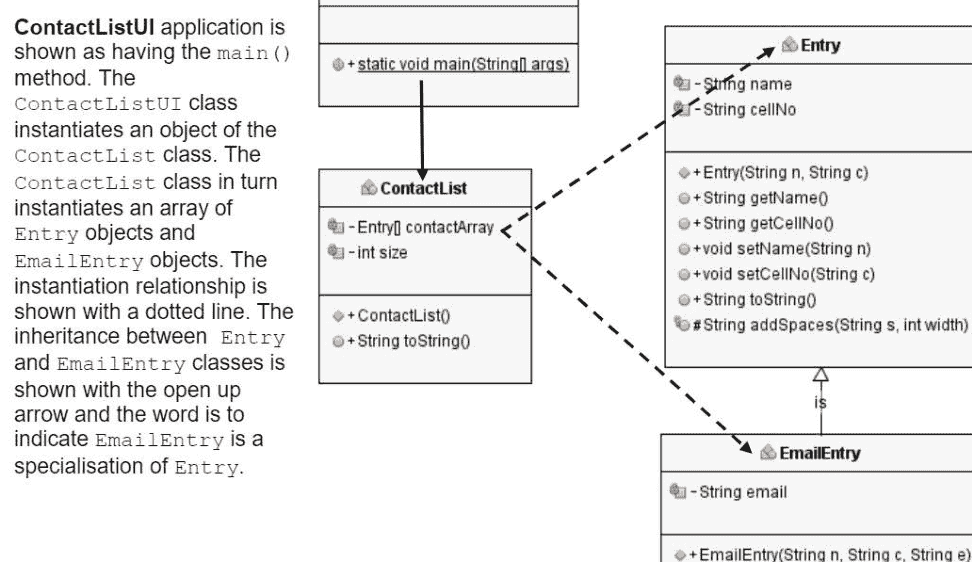 ContactListUI application is
shown as having the main()
method. The
ContactListUI class
instantiates an object of the
ContactList class. The
ContactList class in turn
instantiates an array of
Entry objects and
EmailEntry objects. The
instantiation relationship is
shown with a dotted line. The
inheritance between Entry
and EmailEntry classes is
shown with the open up
arrow and the word is to
indicate EmailEntry is a
specialisation of Entry.
+ static void main(String[] args)
ContactList
- Entry[] contactArray
- int size
+ ContactList()
+ String toString()
Entry
- String name
- String cellNo
+ Entry(String n, String c)
+ String getName()
+ String getCellNo()
+ void setName(String n)
+ void setCellNo(String c)
+ String toString()
# String addSpaces(String s, int width)
is
EmailEntry
- String email
+ EmailEntry(String n, String c, String e)